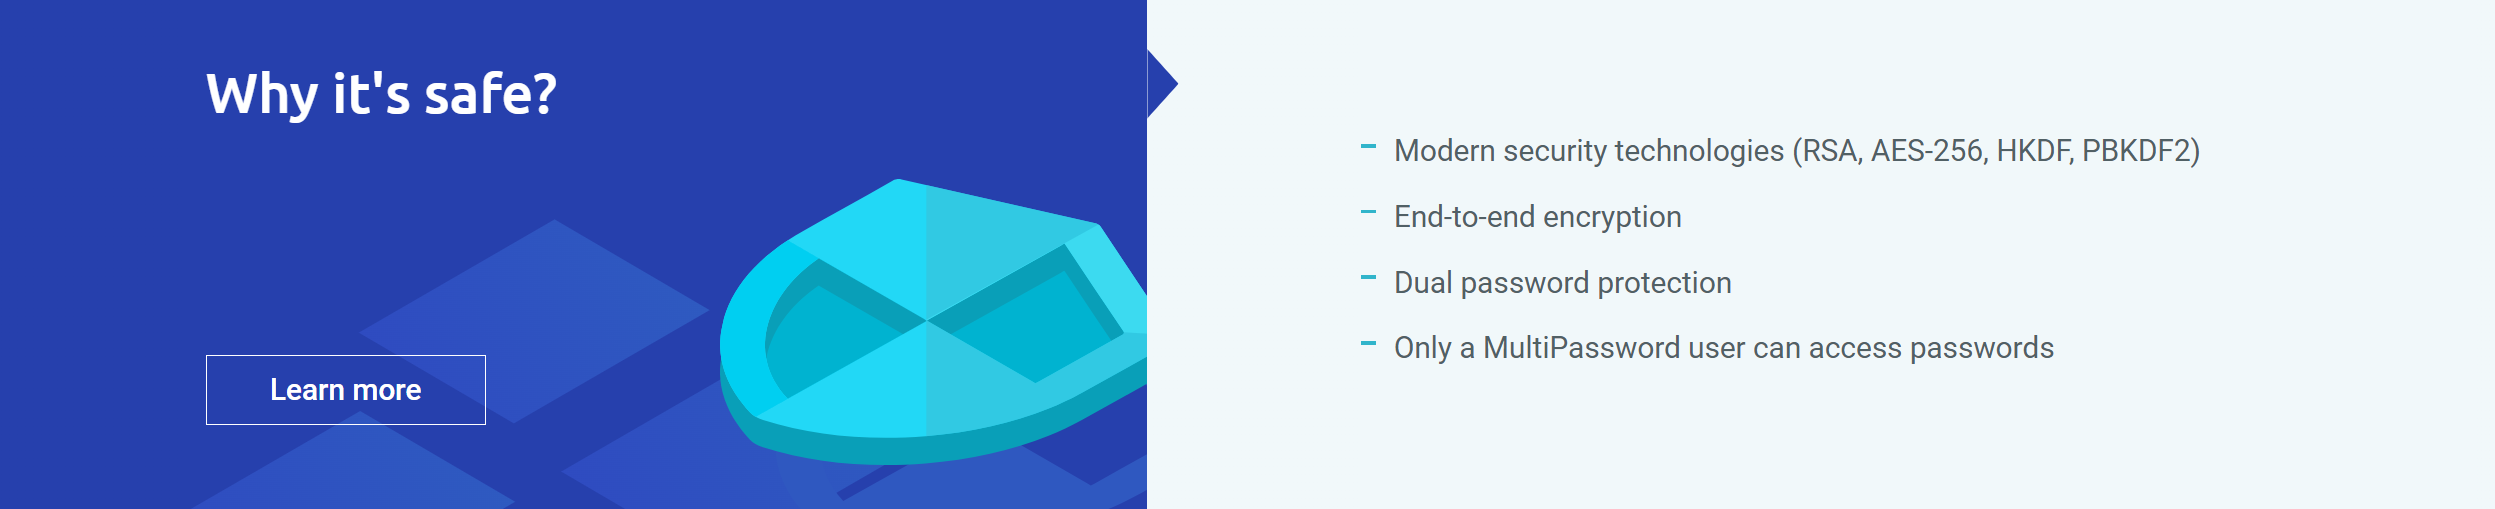 Why it's safe?
Learn more
Modern security technologies (RSA, AES-256, HKDF, PBKDF2)
End-to-end encryption
Dual password protection
Only a MultiPassword user can access passwords